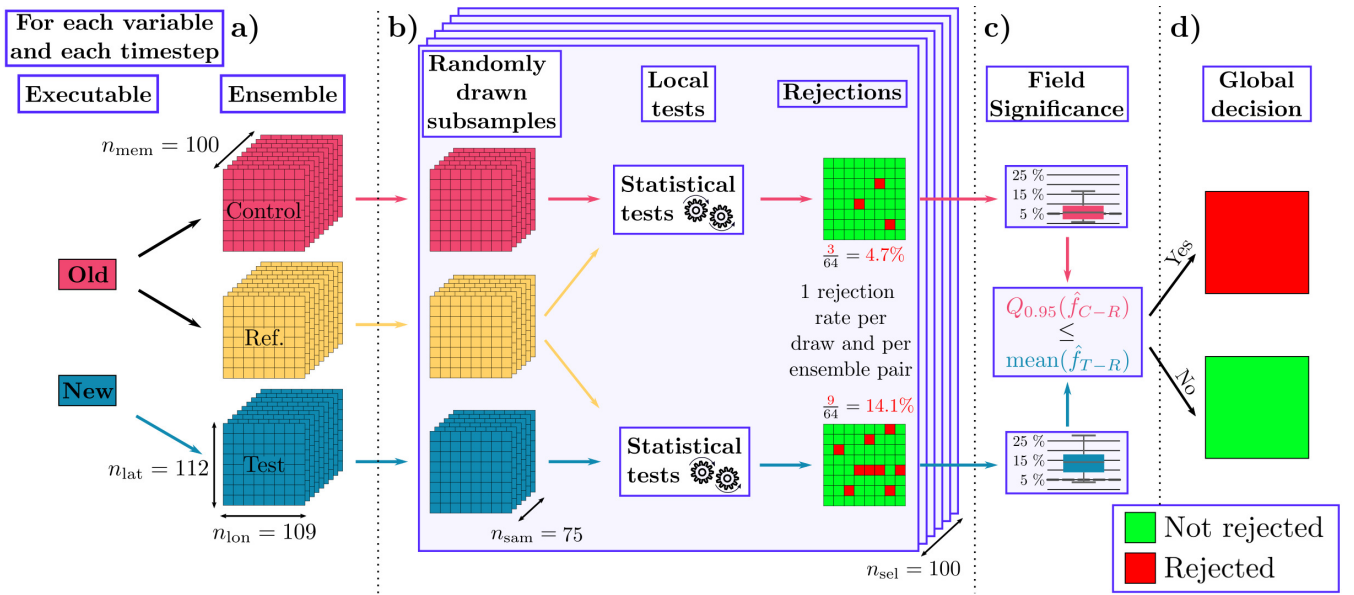 For each variable
and each timestep
a)
Executable
Ensemble
n_mem = 100
Control
Old
Ref.
New
Test
n_lat = 112
n_lon = 109
b)
Randomly
drawn
subsamples
Local
tests
Rejections
Statistical
tests
3/64 = 4.7%
1 rejection
rate per
draw and per
ensemble pair
9/64 = 14.1%
Statistical
tests
n_sam = 75
n_sel = 100
c)
Field
Significance
25 %
15 %
5 %
Q_0.95(f̂_C−R)
≤
mean(f̂_T−R)
25 %
15 %
5 %
d)
Global
decision
Yes
No
Not rejected
Rejected